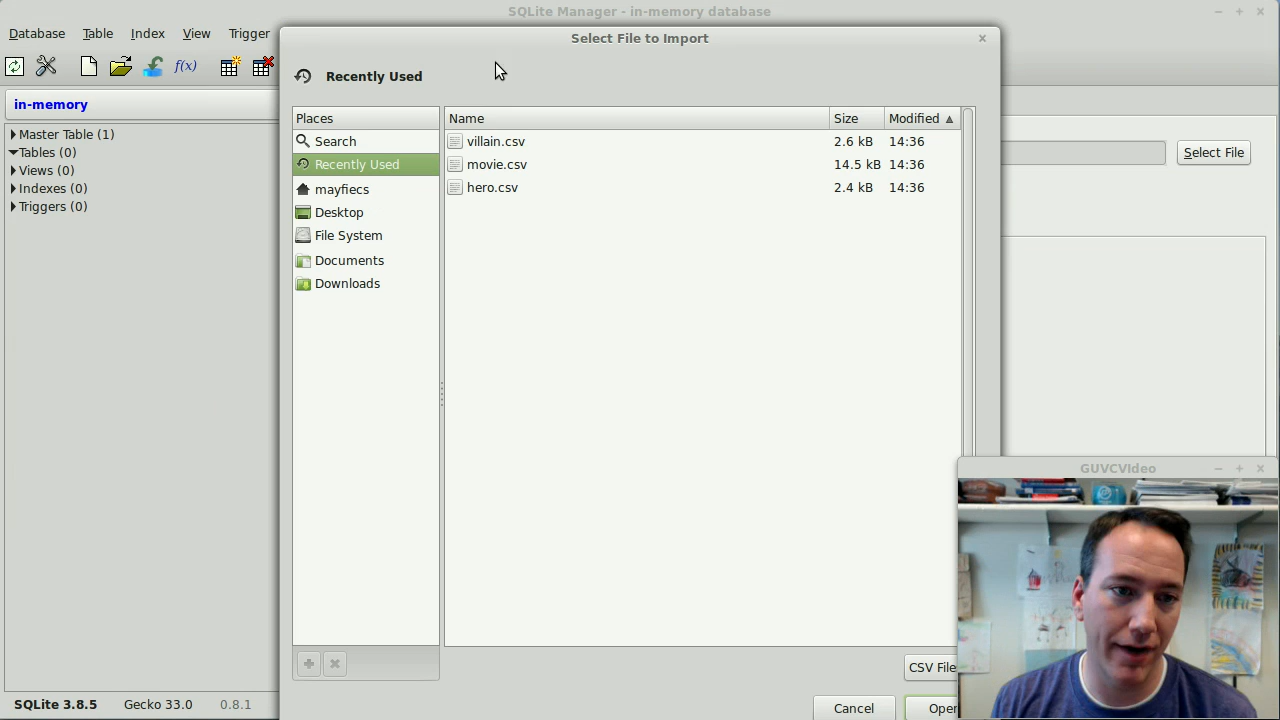 SQLite Manager - in-memory database
Database Table Index View Trigger
Select File to Import
f(x)
Recently Used
in-memory
Places
Name Size Modified
Master Table (1)
Search
villain.csv 2.6 kB 14:36
Tables (0)
Select File
Recently Used
movie.csv 14.5 kB 14:36
Views (0)
Indexes (0)
mayfiecs
hero.csv 2.4 kB 14:36
Triggers (0)
Desktop
File System
Documents
Downloads
GUVCVIdeo
CSV File
SQLite 3.8.5 Gecko 33.0 0.8.1
Cancel
Open